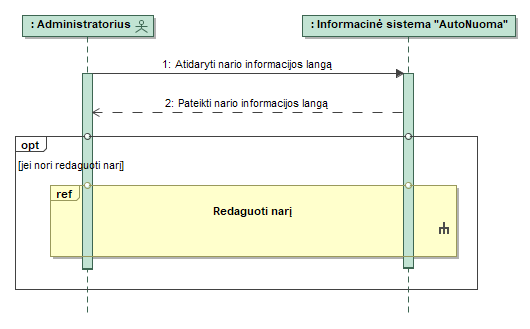 : Administratorius
: Informacinė sistema "AutoNuoma"
1: Atidaryti nario informacijos langą
2: Pateikti nario informacijos langą
opt
[jei nori redaguoti narį]
ref
Redaguoti narį